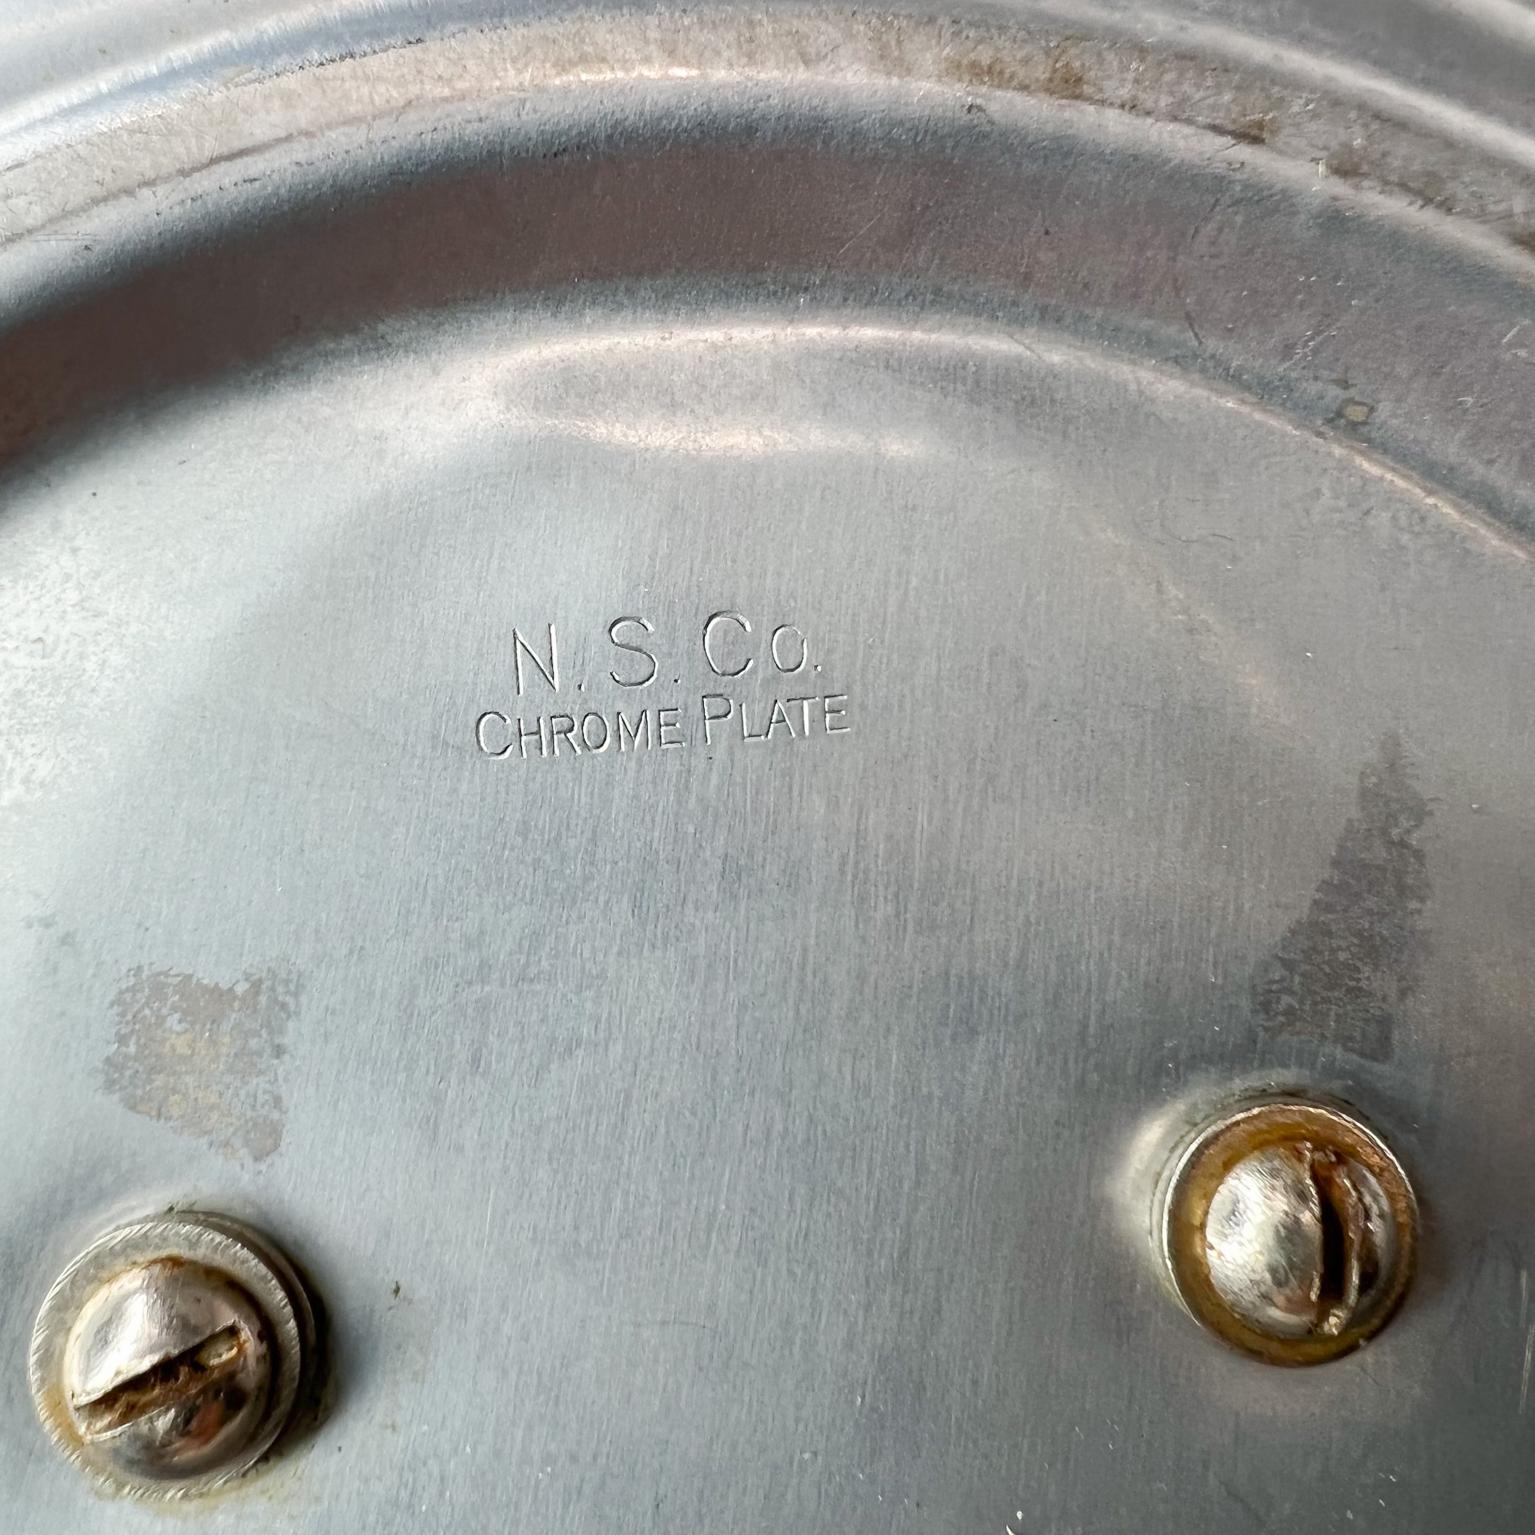 N. S. Co.
CHROME PLATE